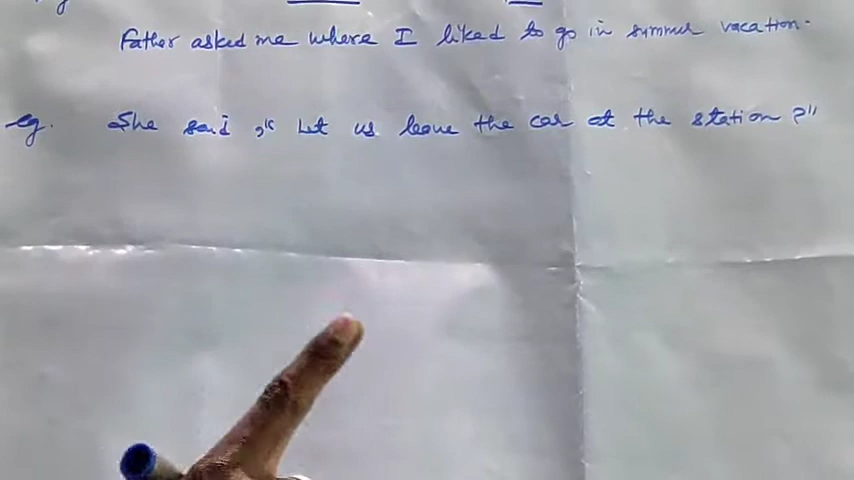 Father asked me where I liked to go in summer vacation.
eg. She said ," Let us leave the car at the station ?"